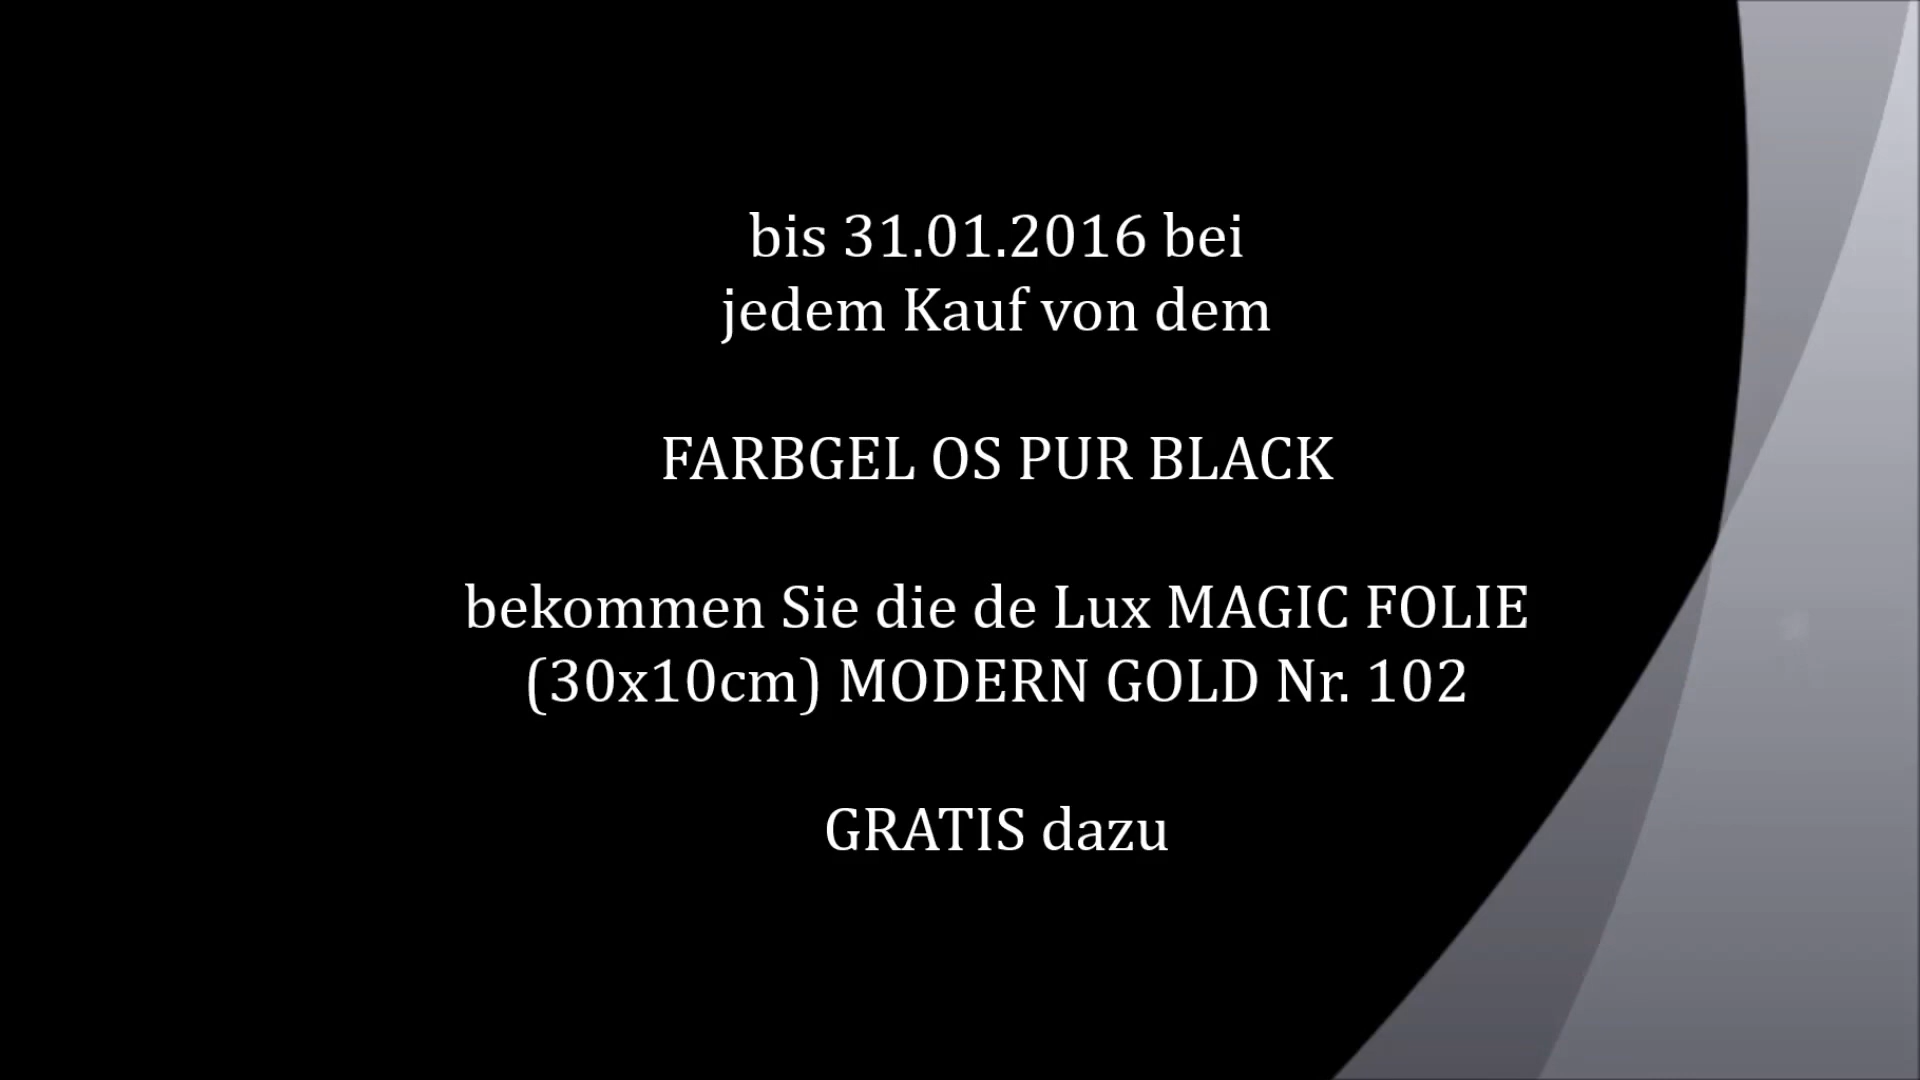 bis 31.01.2016 bei
jedem Kauf von dem
FARBGEL OS PUR BLACK
bekommen Sie die de Lux MAGIC FOLIE
(30x10cm) MODERN GOLD Nr. 102
GRATIS dazu